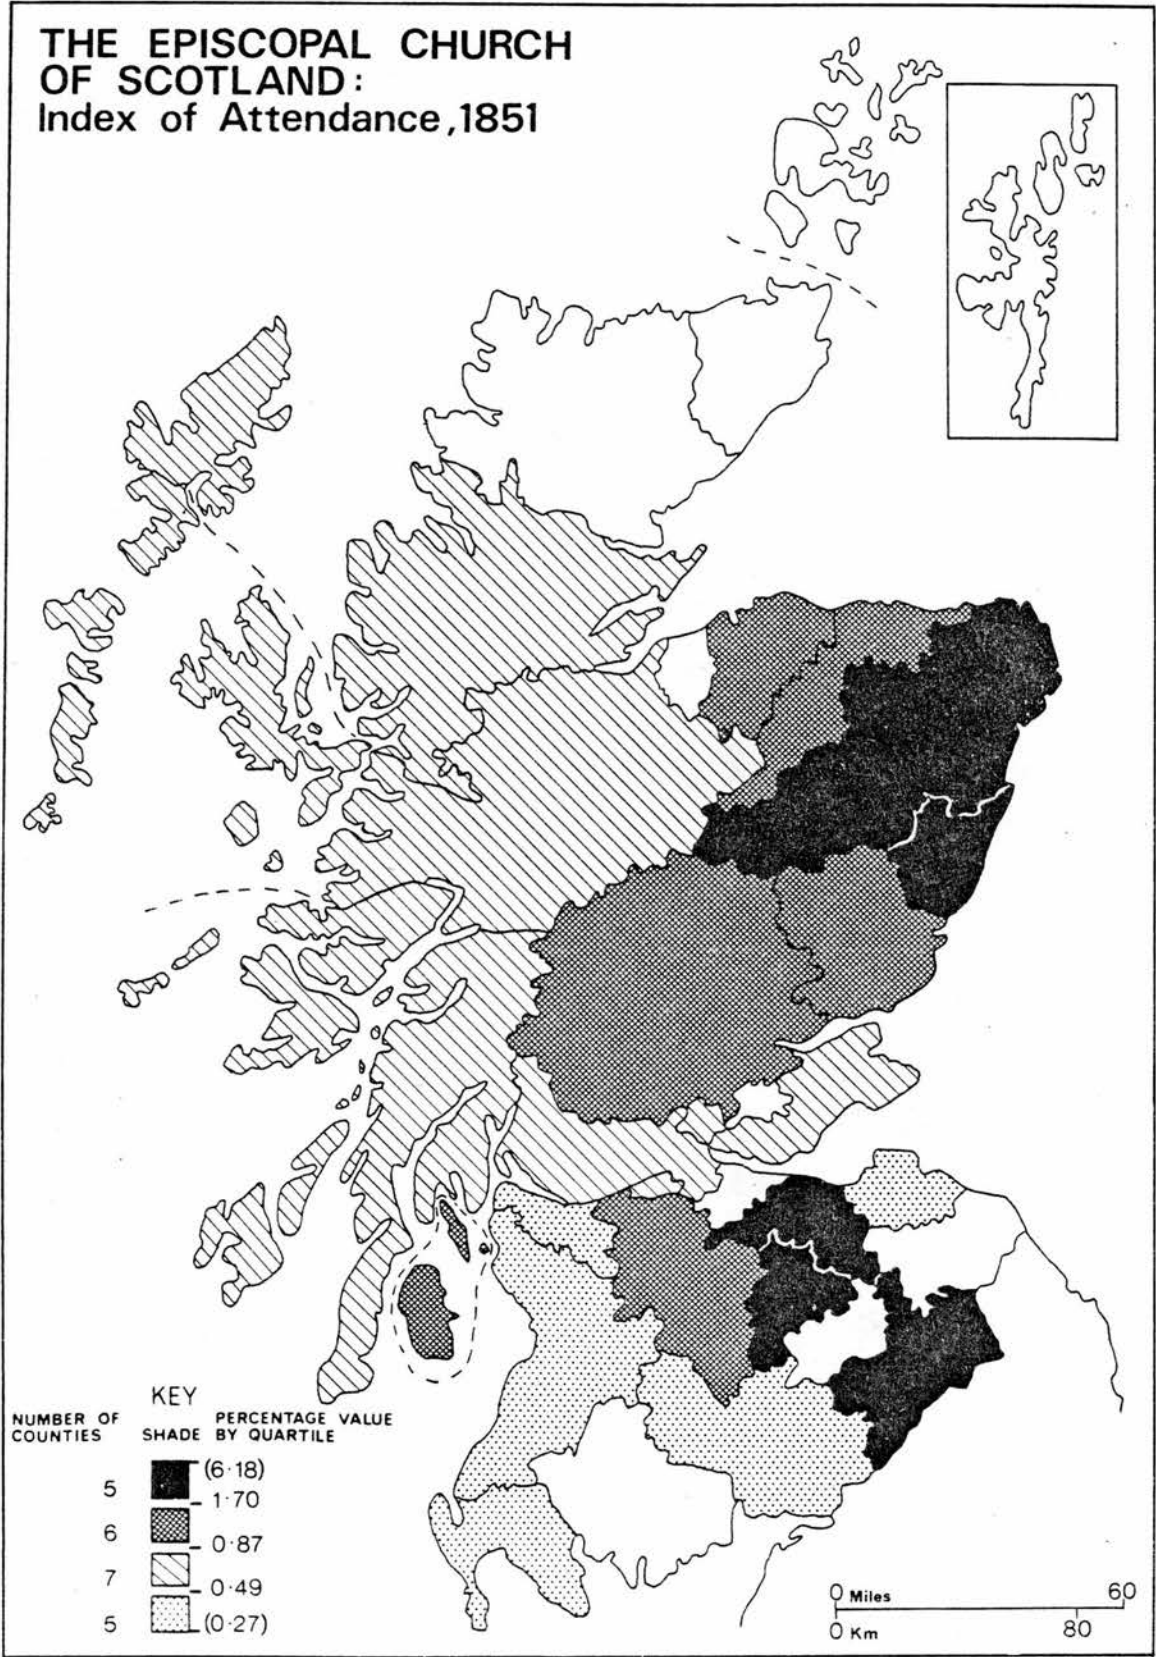 THE EPISCOPAL CHURCH
OF SCOTLAND:
Index of Attendance, 1851
KEY
NUMBER OF COUNTIES
SHADE
PERCENTAGE VALUE BY QUARTILE
5 (6·18)
1·70
6
0·87
7
0·49
5 (0·27)
0 Miles 60
0 Km 80